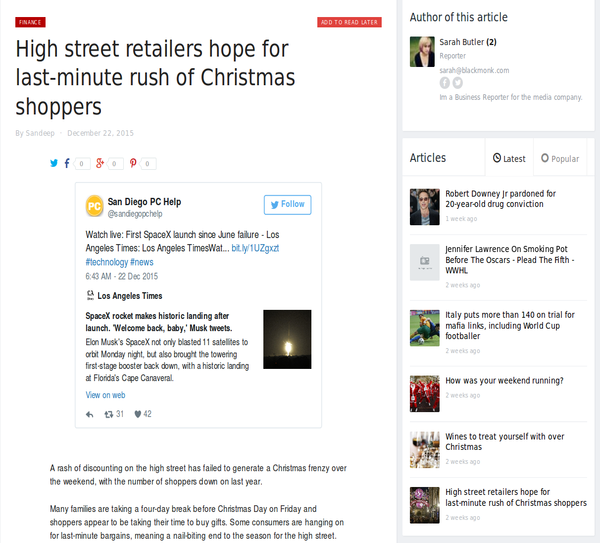 FINANCE
ADD TO READ LATER
High street retailers hope for
last-minute rush of Christmas
shoppers
By Sandeep - December 22, 2015
0
0
0
San Diego PC Help
@sandiegopchelp
Follow
Watch live: First SpaceX launch since June failure - Los
Angeles Times: Los Angeles TimesWat... bit.ly/1UZgxzt
#technology #news
6:43 AM - 22 Dec 2015
Los Angeles Times
SpaceX rocket makes historic landing after
launch. 'Welcome back, baby,' Musk tweets.
Elon Musk's SpaceX not only blasted 11 satellites to
orbit Monday night, but also brought the towering
first-stage booster back down, with a historic landing
at Florida's Cape Canaveral.
View on web
31
42
A rash of discounting on the high street has failed to generate a Christmas frenzy over
the weekend, with the number of shoppers down on last year.
Many families are taking a four-day break before Christmas Day on Friday and
shoppers appear to be taking their time to buy gifts. Some consumers are hanging on
for last-minute bargains, meaning a nail-biting end to the season for the high street.
Author of this article
Sarah Butler (2)
Reporter
sarah@blackmonk.com
Im a Business Reporter for the media company.
Articles
Latest
Popular
Robert Downey Jr pardoned for
20-year-old drug conviction
1 week ago
Jennifer Lawrence On Smoking Pot
Before The Oscars - Plead The Fifth -
WWHL
2 weeks ago
Italy puts more than 140 on trial for
mafia links, including World Cup
footballer
2 weeks ago
How was your weekend running?
2 weeks ago
Wines to treat yourself with over
Christmas
2 weeks ago
High street retailers hope for
last-minute rush of Christmas shoppers
2 weeks ago